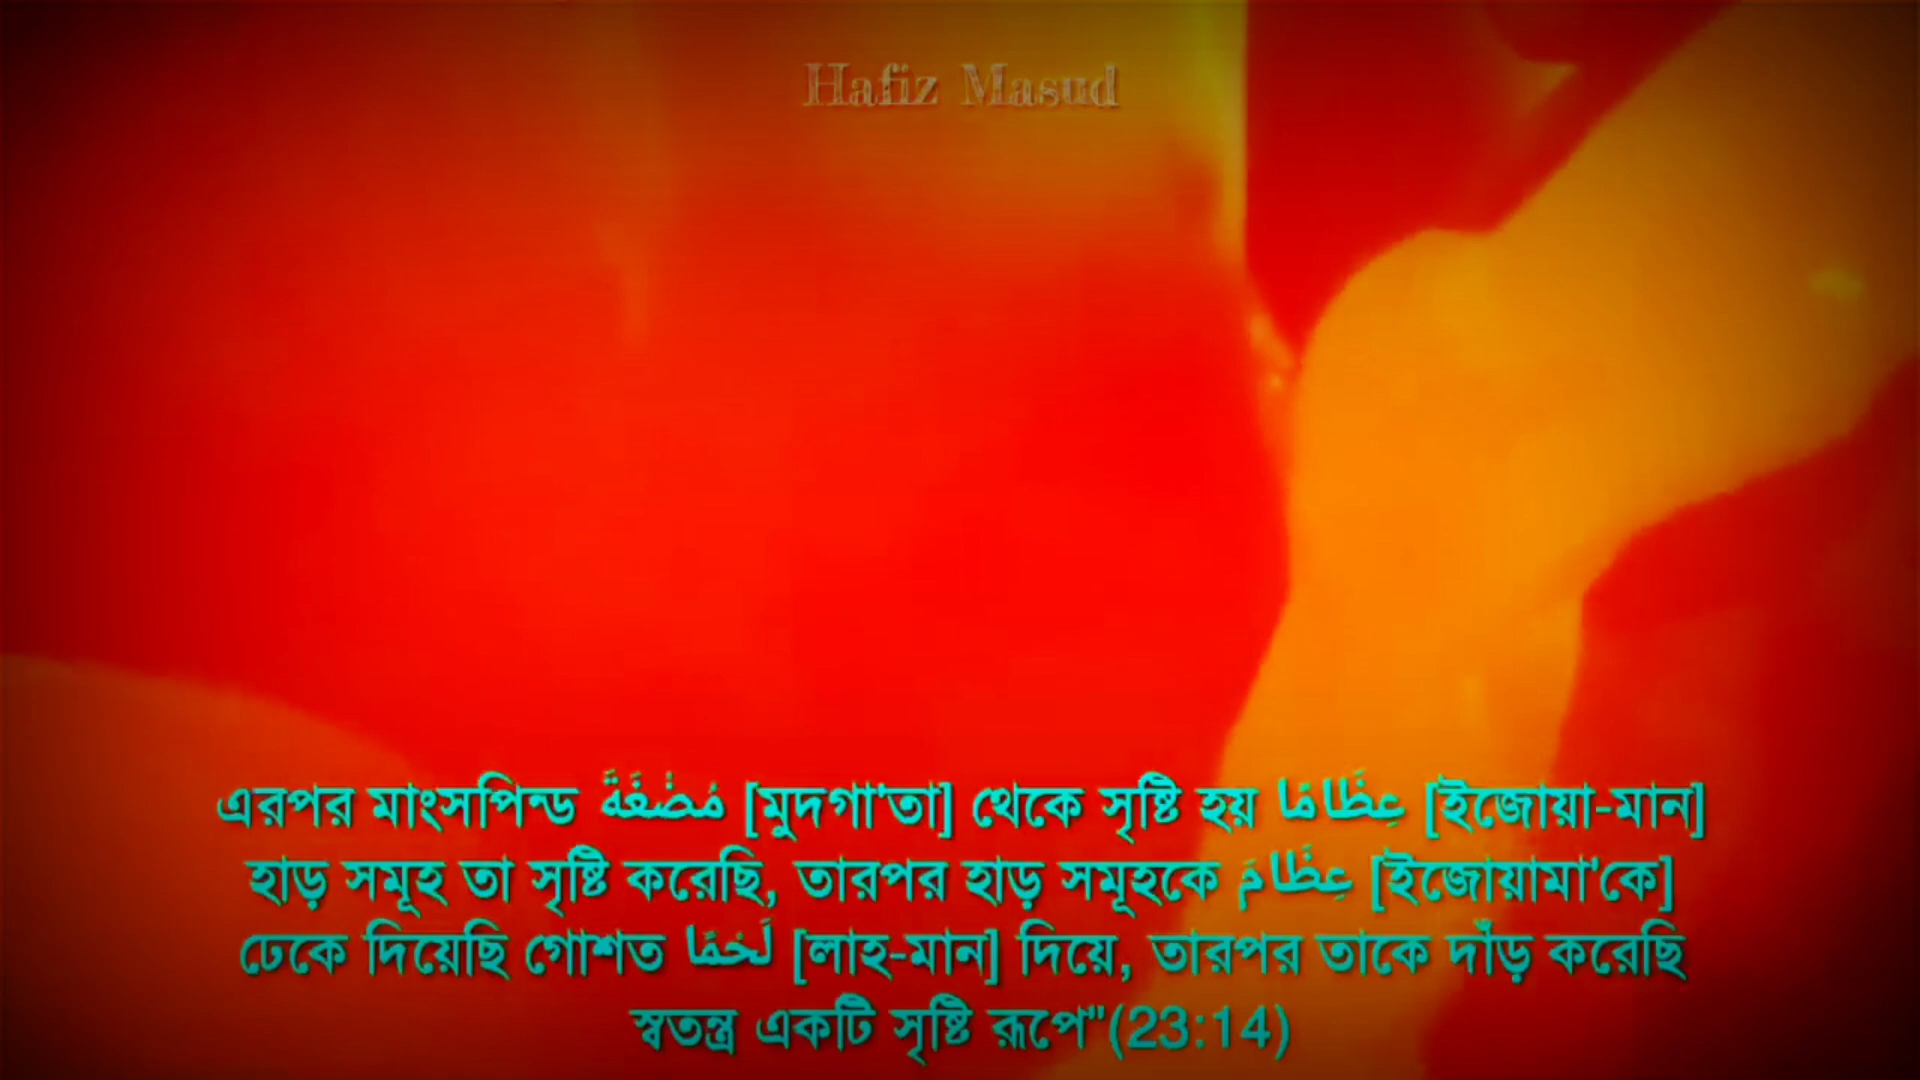 Hafiz Masud
এরপর মাংসপিন্ড مُضْغَةً [মুদগা'তা] থেকে সৃষ্টি হয় عِظَامًا [ইজোয়া-মান]
হাড় সমূহ তা সৃষ্টি করেছি, তারপর হাড় সমূহকে عِظَامَ [ইজোয়ামা'কে]
ঢেকে দিয়েছি গোশত لَحْمًا [লাহ-মান] দিয়ে, তারপর তাকে দাঁড় করেছি
স্বতন্ত্র একটি সৃষ্টি রূপে"(23:14)